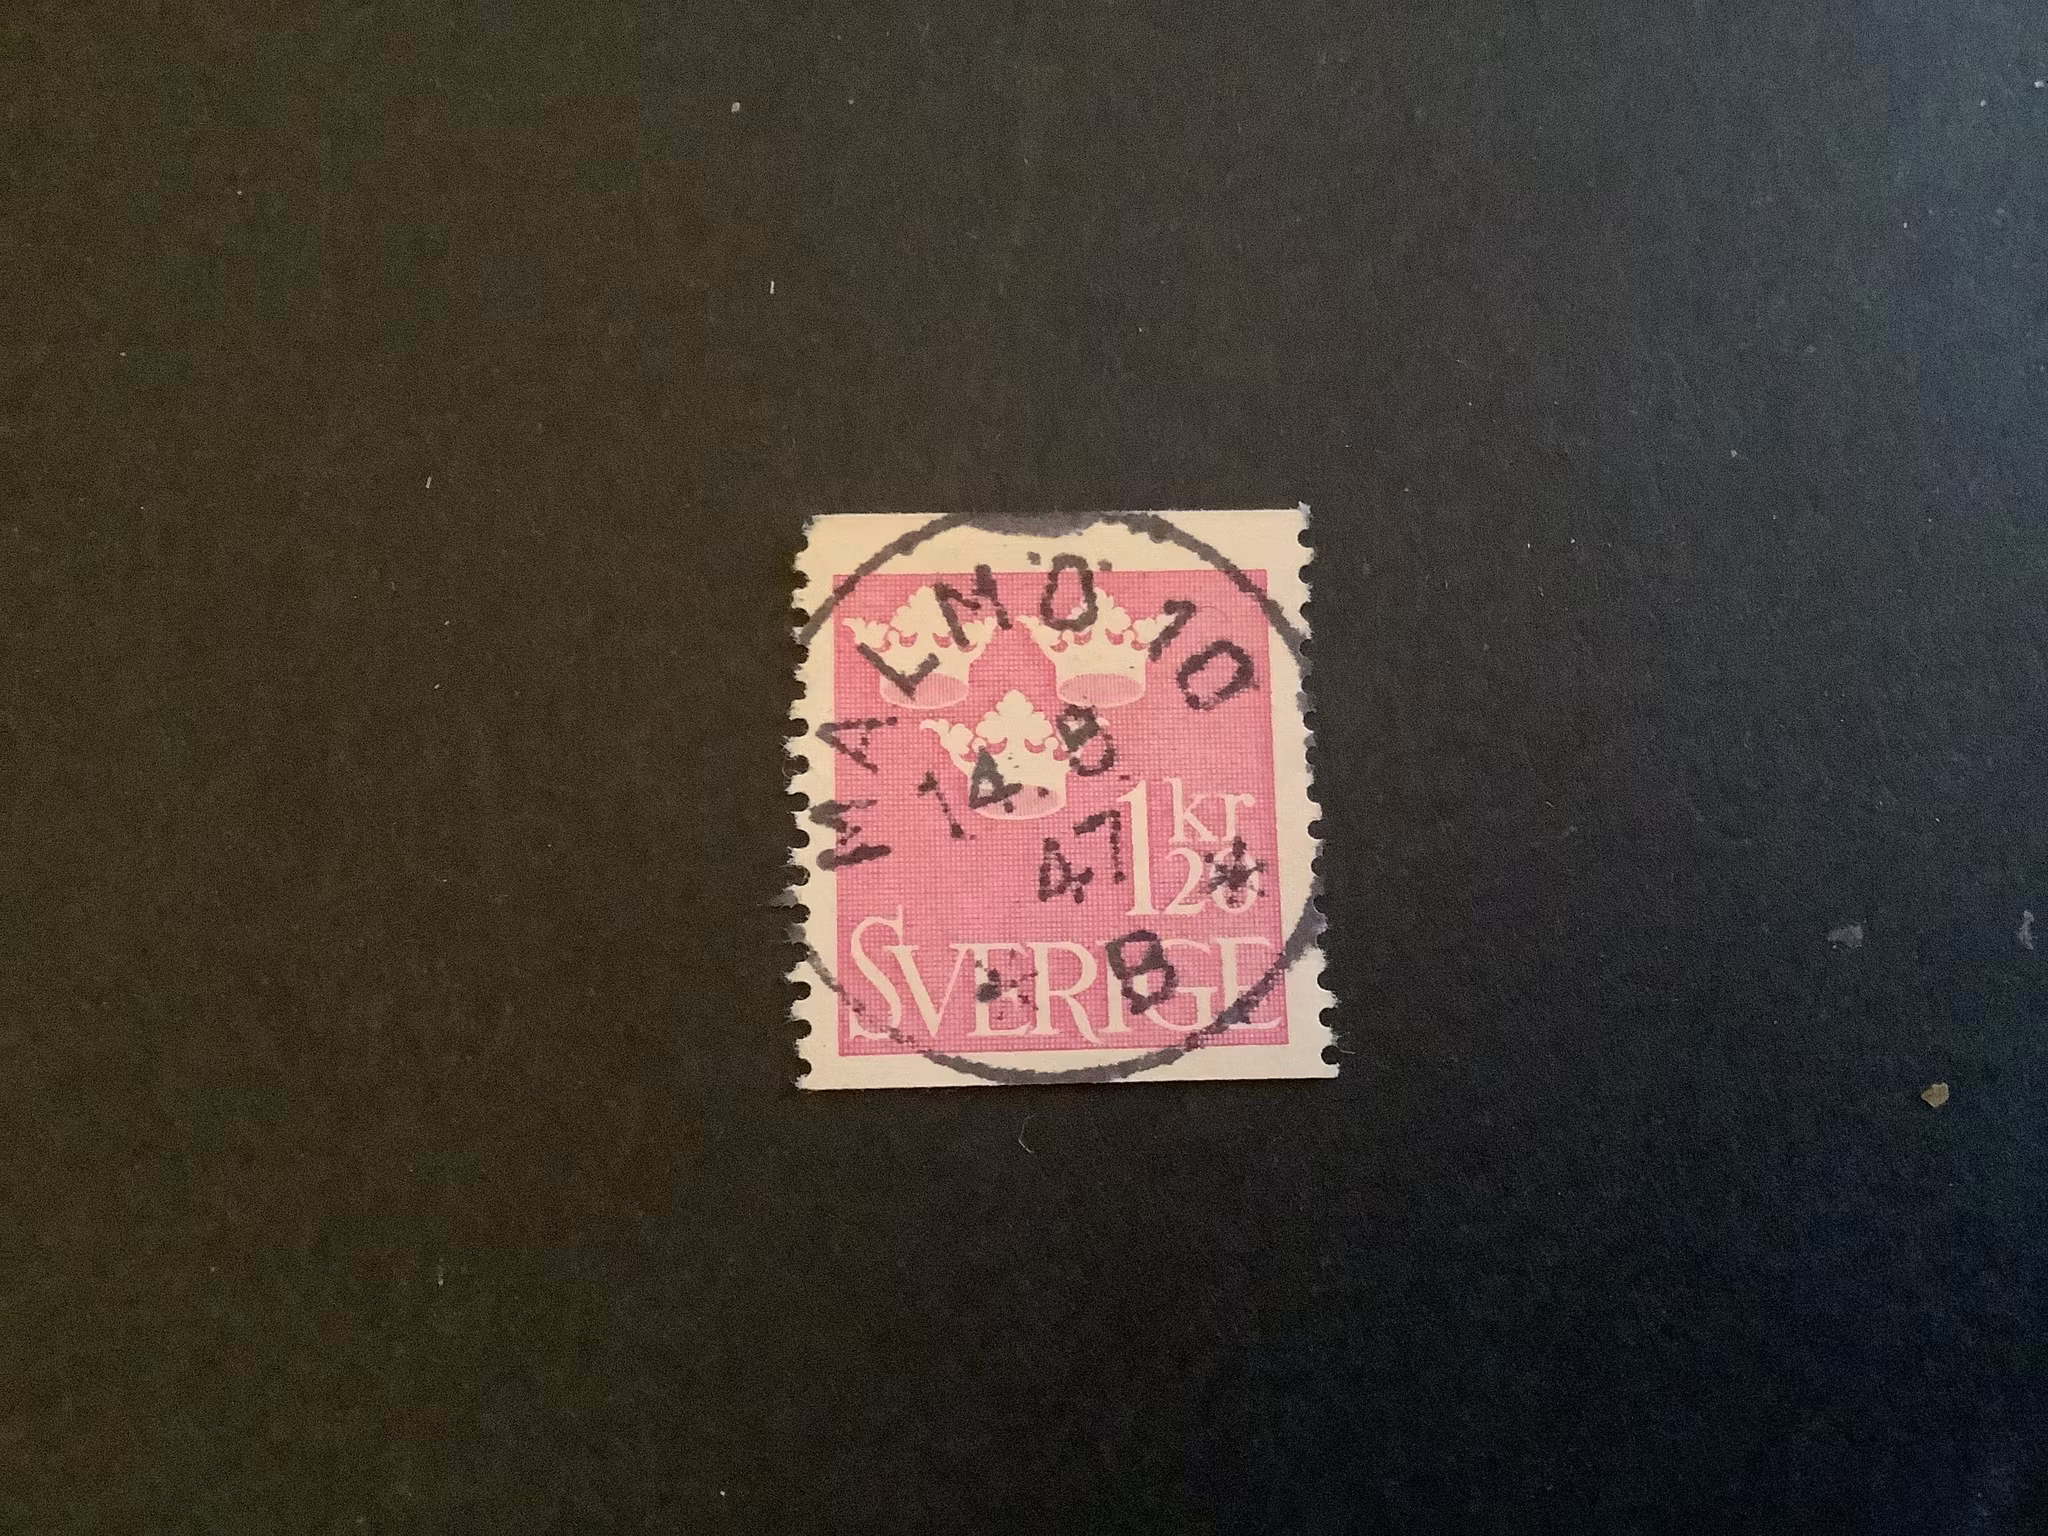 MALMÖ 10
14. 8.
47
* B *
1 kr
20
SVERIGE